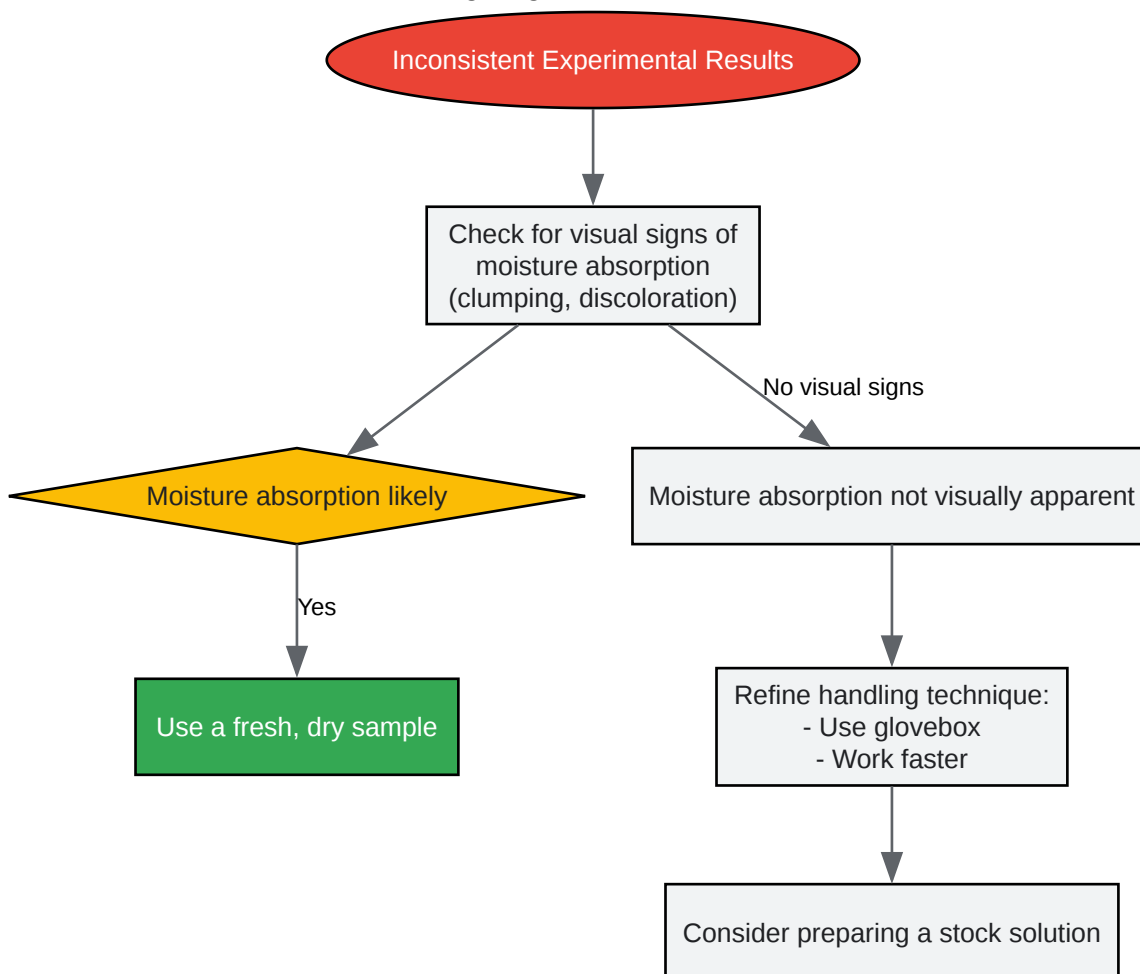 Inconsistent Experimental Results
Check for visual signs of
moisture absorption
(clumping, discoloration)
No visual signs
Moisture absorption likely
Moisture absorption not visually apparent
Yes
Refine handling technique:
- Use glovebox
- Work faster
Use a fresh, dry sample
Consider preparing a stock solution